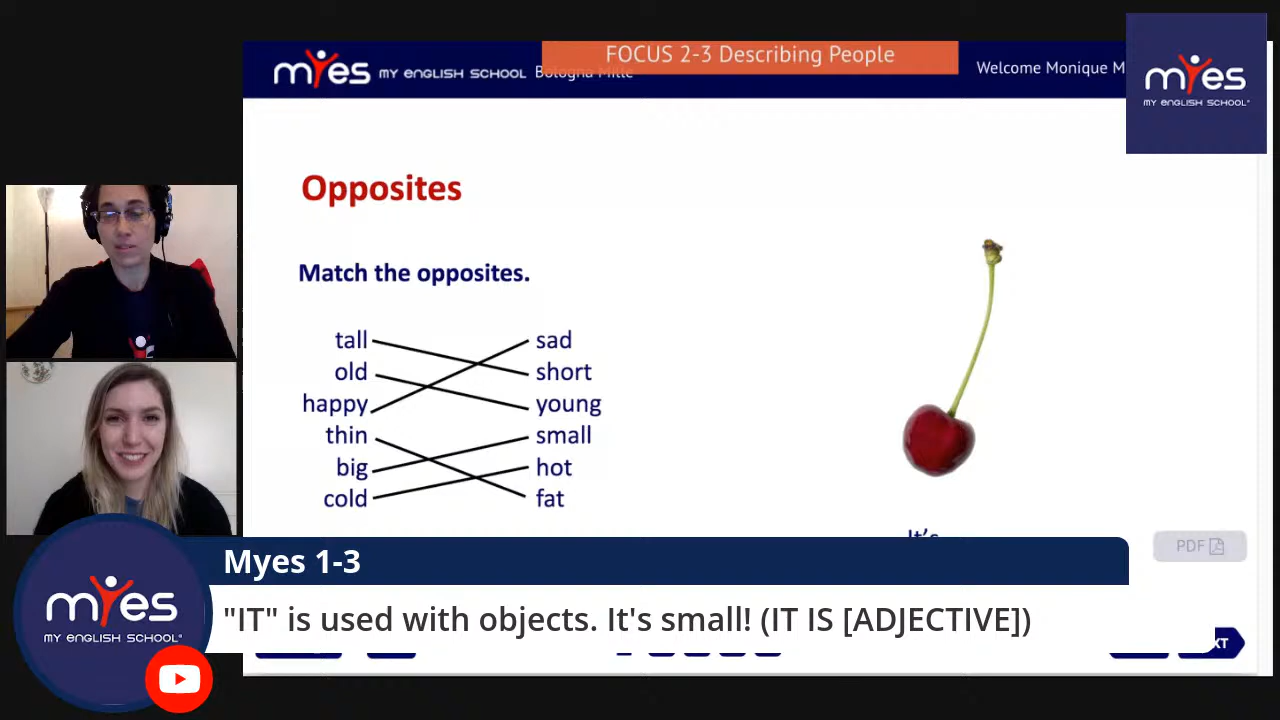 FOCUS 2-3 Describing People
myes MY ENGLISH SCHOOL Bologna Mille
Welcome Monique M
myes
MY ENGLISH SCHOOL
Opposites
Match the opposites.
tall sad
old short
happy young
thin small
big hot
cold fat
It's
PDF
Myes 1-3
"IT" is used with objects. It's small! (IT IS [ADJECTIVE])
myes
MY ENGLISH SCHOOL
XT